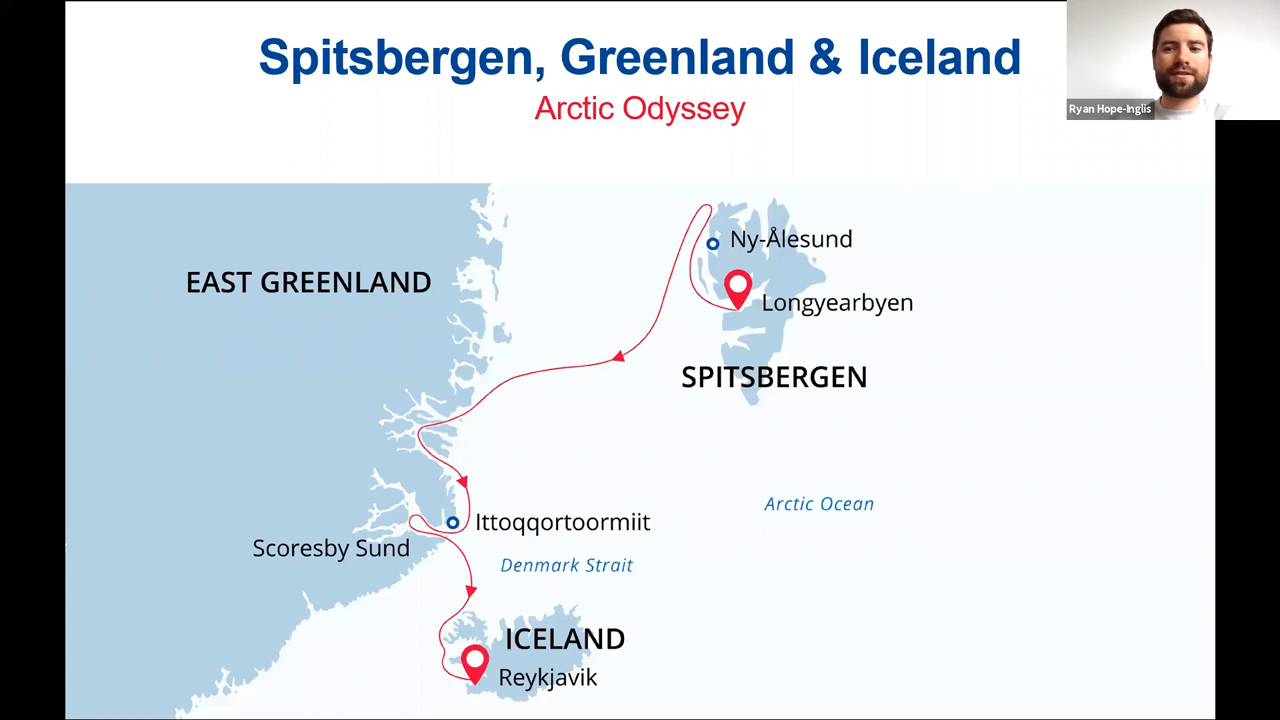 Spitsbergen, Greenland & Iceland
Arctic Odyssey
Ryan Hope-Inglis
Ny-Ålesund
EAST GREENLAND
Longyearbyen
SPITSBERGEN
Arctic Ocean
Ittoqqortoormiit
Scoresby Sund
Denmark Strait
ICELAND
Reykjavik